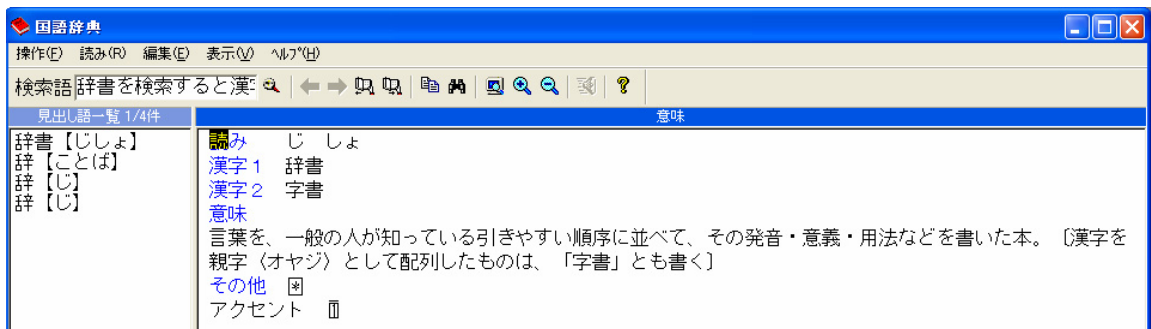 国語辞典
操作(F) 読み(R) 編集(E) 表示(V) ﾍﾙﾌﾟ(H)
検索語 辞書を検索すると漢
見出し語一覧 1/4件
意味
辞書【じしょ】
辞【ことば】
辞【じ】
辞【じ】
読み じ しょ
漢字1 辞書
漢字2 字書
意味
言葉を、一般の人が知っている引きやすい順序に並べて、その発音・意義・用法などを書いた本。〔漢字を
親字〈オヤジ〉として配列したものは、「字書」とも書く〕
その他 *
アクセント 1